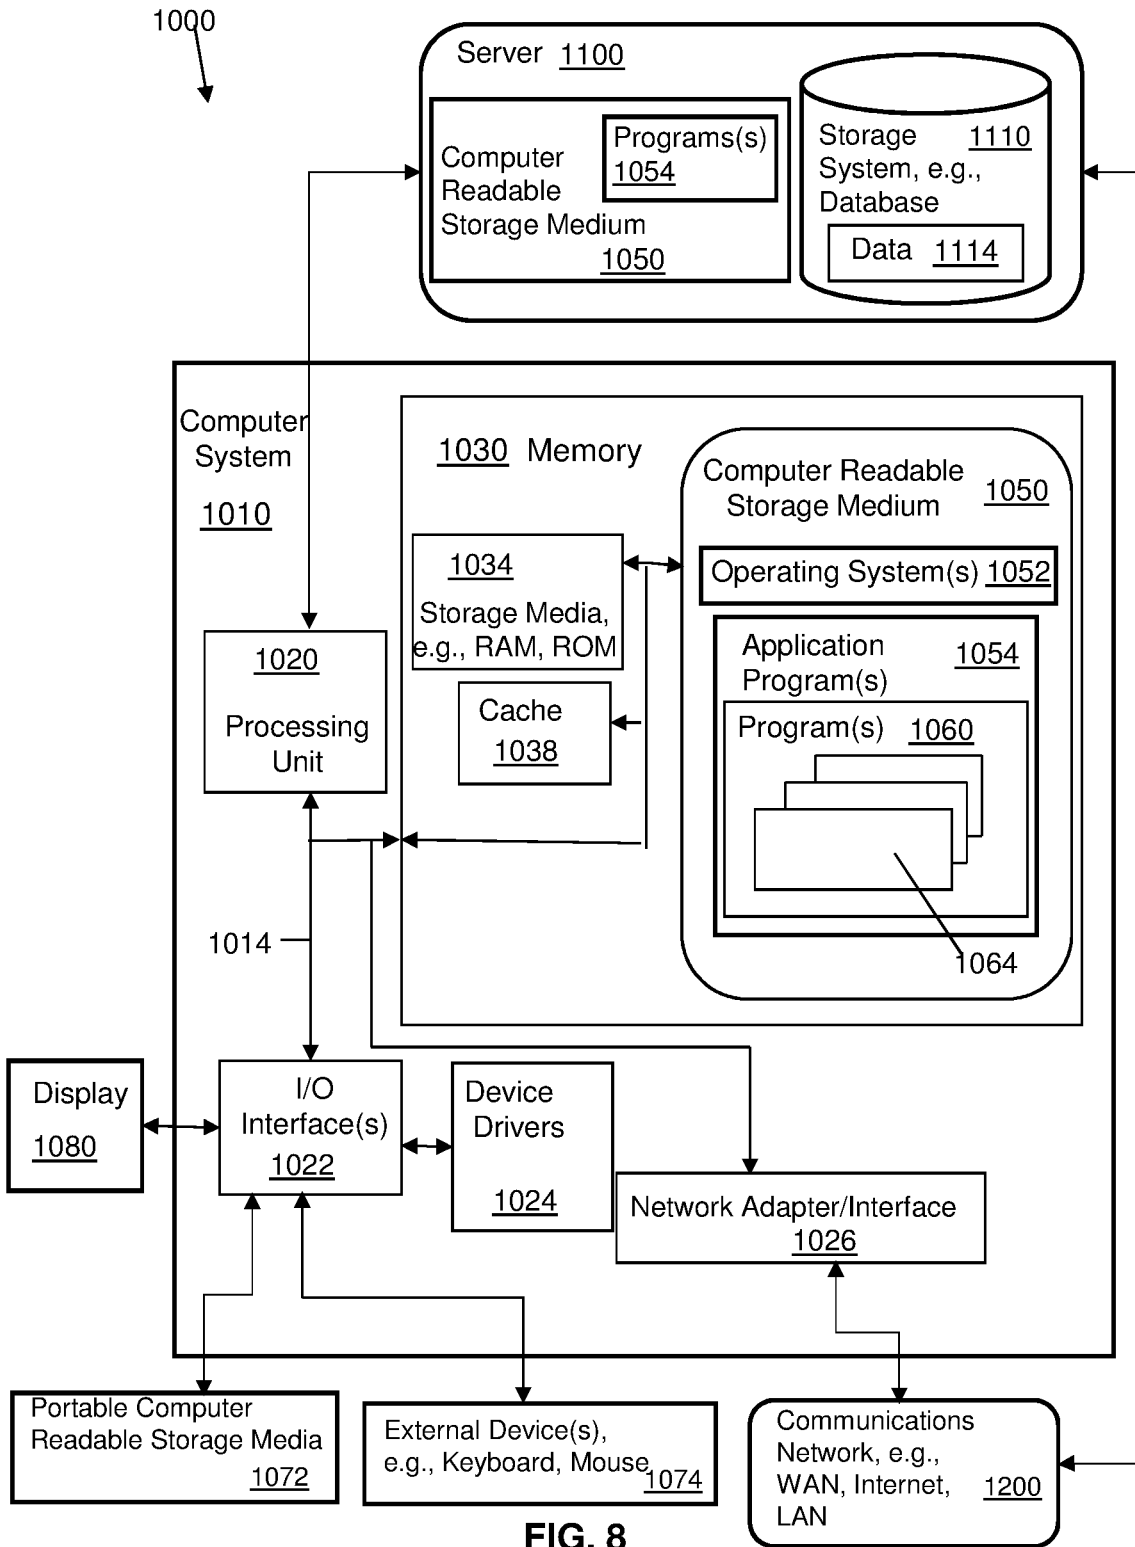 1000
Server 1100
Programs(s)
1054
Computer
Readable
Storage Medium
1050
Storage 1110
System, e.g.,
Database
Data 1114
Computer
System
1010
1030 Memory
Computer Readable
Storage Medium
1050
1034
Storage Media,
e.g., RAM, ROM
Operating System(s) 1052
Application
Program(s)
1054
Cache
1038
Program(s) 1060
1020
Processing
Unit
1014
1064
Display
1080
I/O
Interface(s)
1022
Device
Drivers
1024
Network Adapter/Interface
1026
Portable Computer
Readable Storage Media
1072
External Device(s),
e.g., Keyboard, Mouse
1074
Communications
Network, e.g.,
WAN, Internet,
LAN
1200
FIG. 8